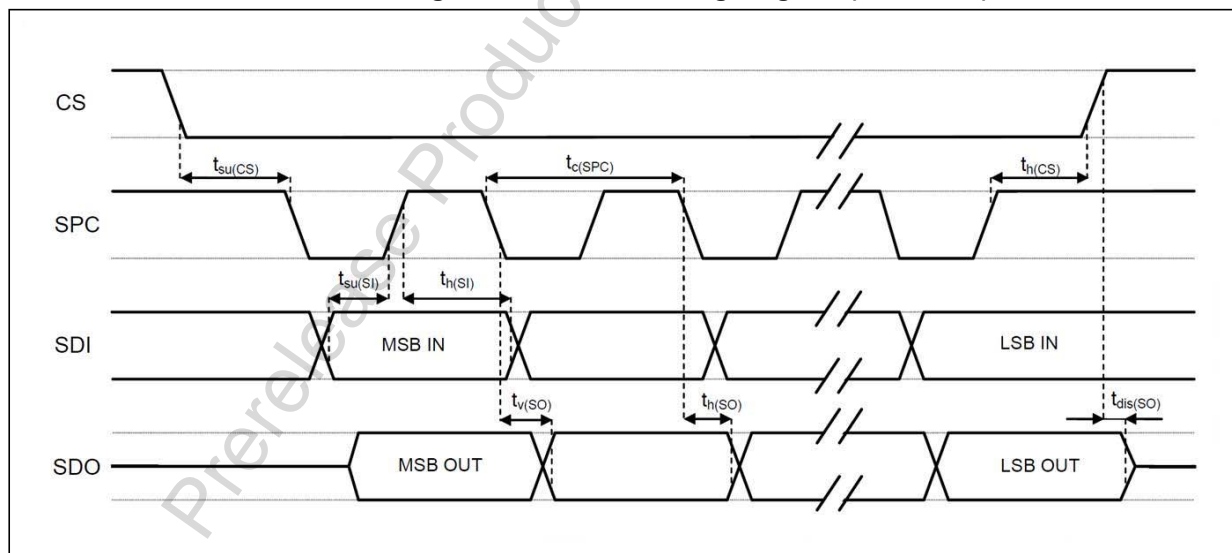 CS
t_su(CS)
t_c(SPC)
t_h(CS)
SPC
t_su(SI)
t_h(SI)
SDI
MSB IN
LSB IN
t_v(SO)
t_h(SO)
t_dis(SO)
SDO
MSB OUT
LSB OUT
Prerelease Produc